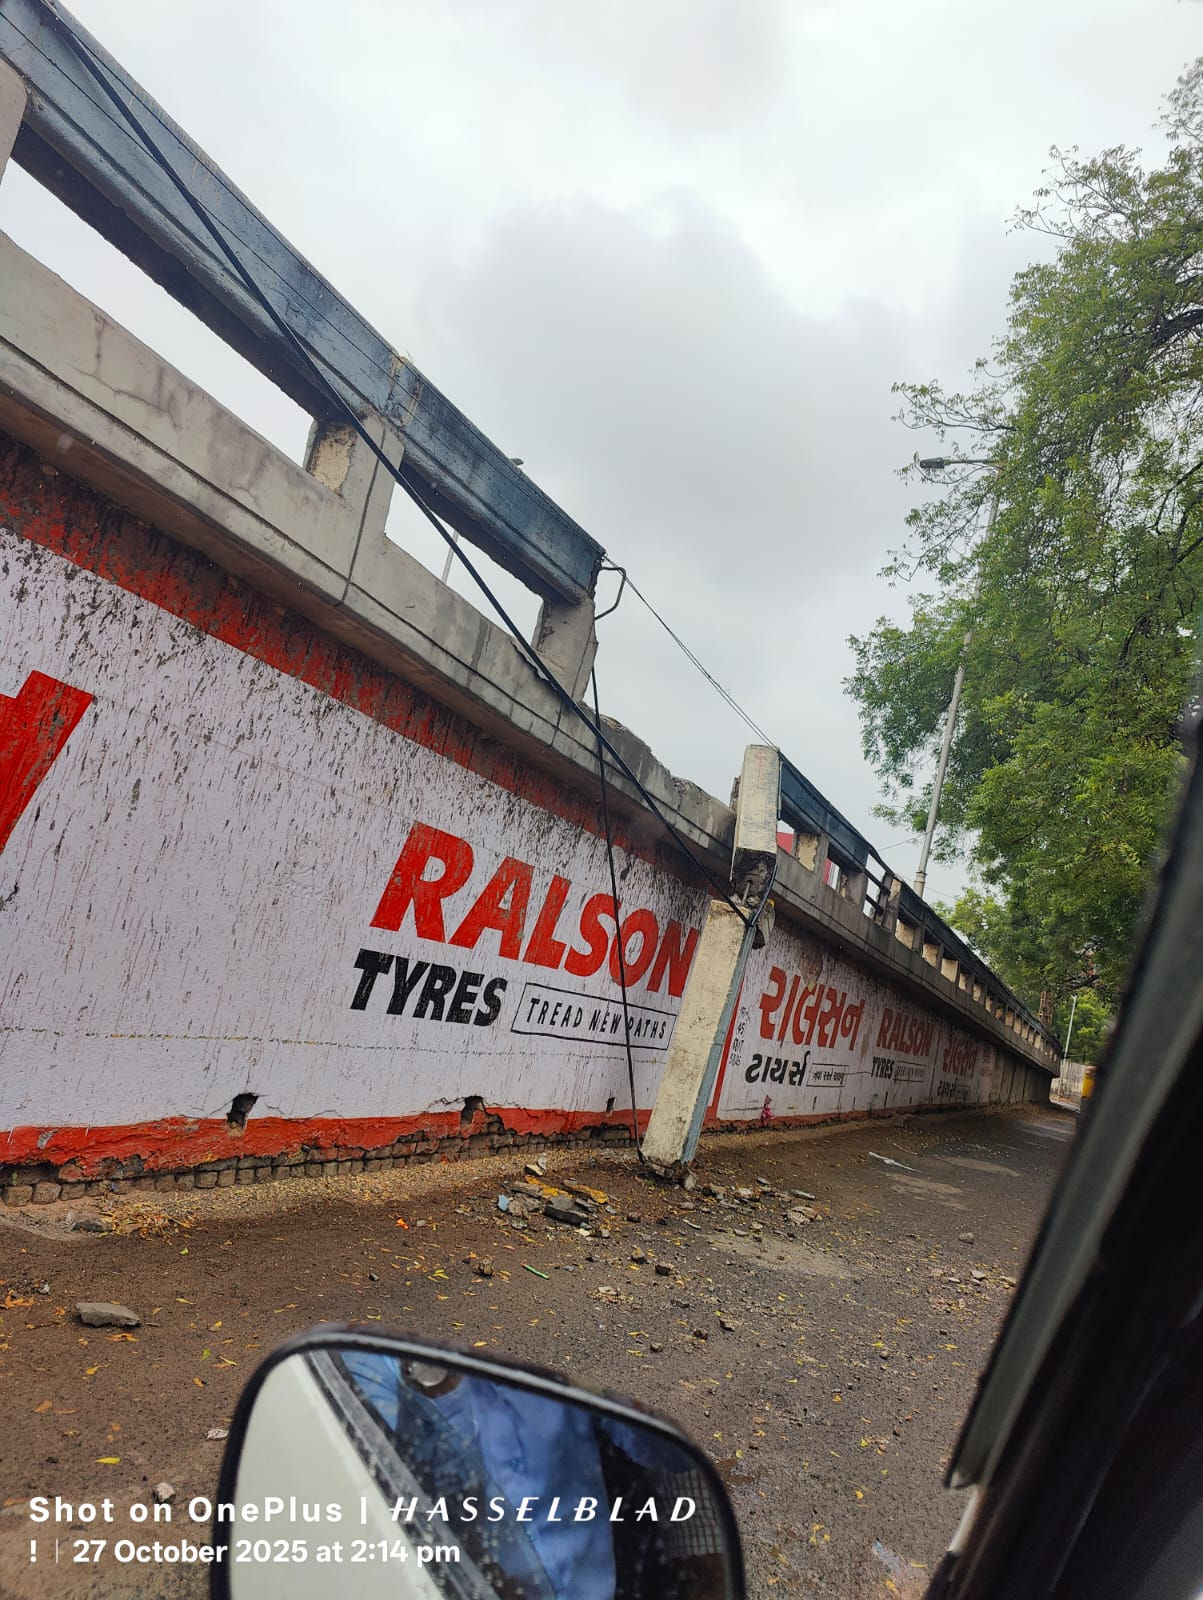 RALSON
TYRES
TREAD NEW PATHS
રાલસન
ટાયર્સ
RALSON
TYRES
રાલસન
Shot on OnePlus | HASSELBLAD
! | 27 October 2025 at 2:14 pm